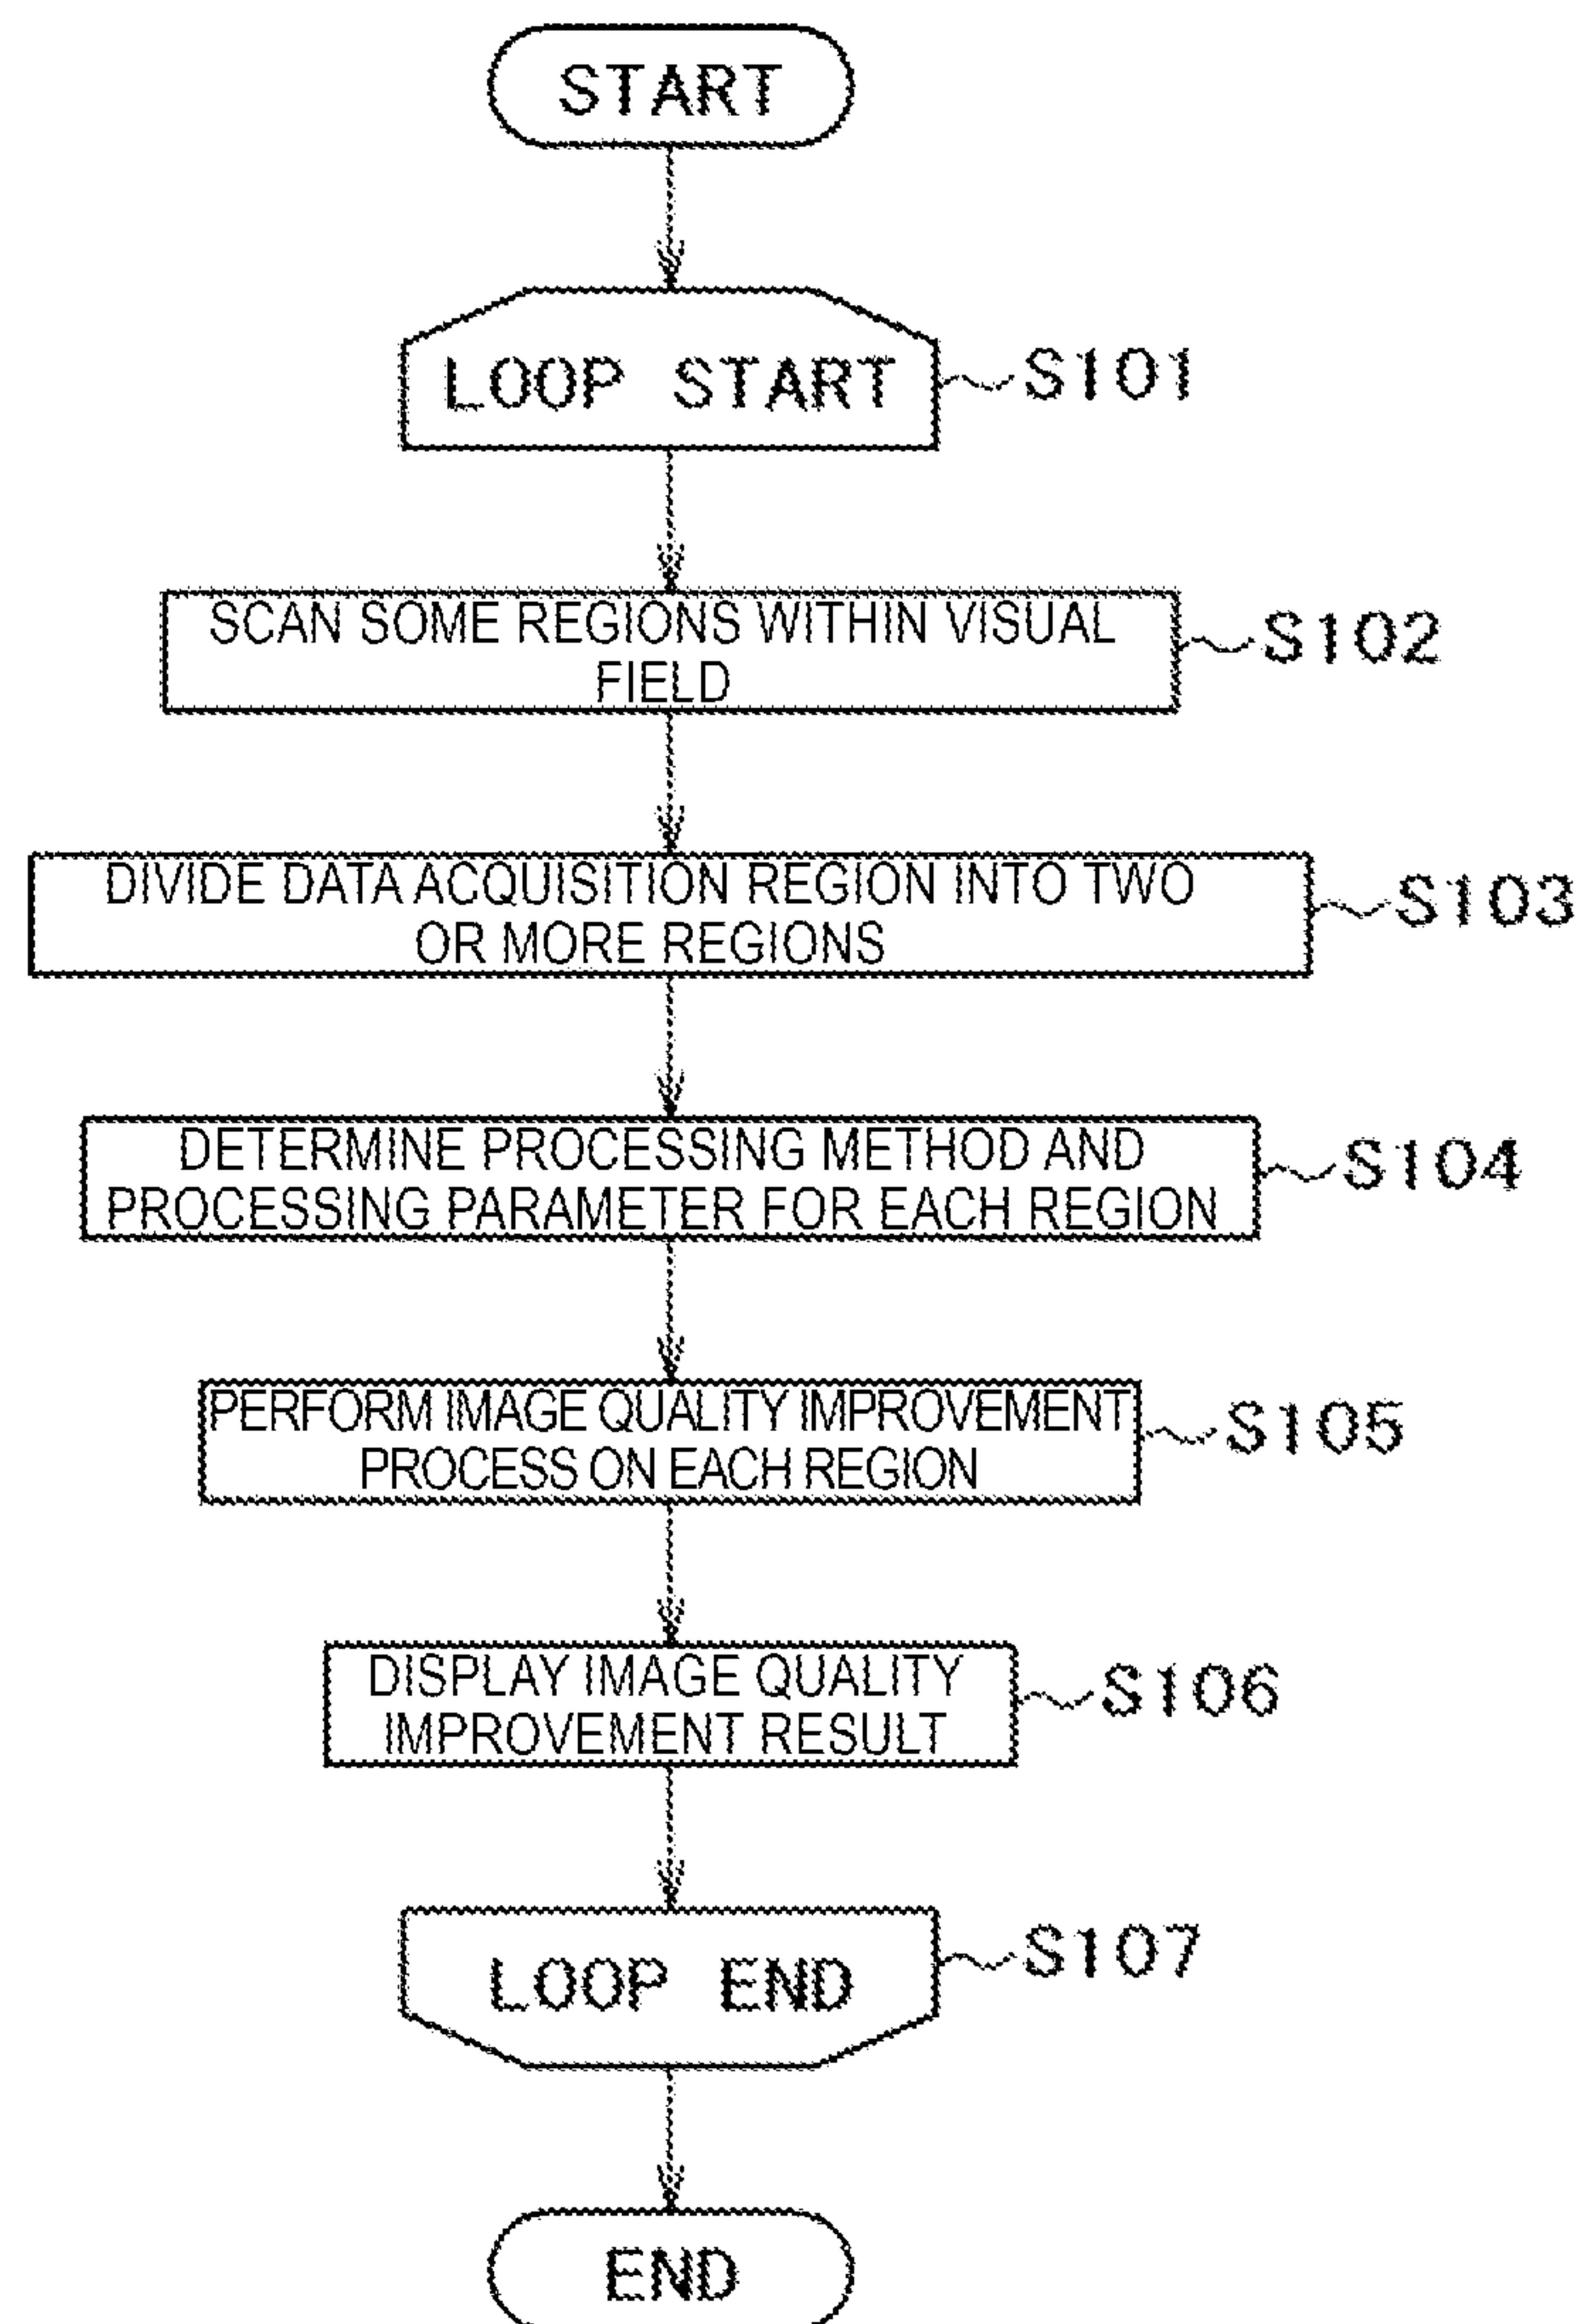 START
LOOP START
S101
SCAN SOME REGIONS WITHIN VISUAL
FIELD
S102
DIVIDE DATA ACQUISITION REGION INTO TWO
OR MORE REGIONS
S103
DETERMINE PROCESSING METHOD AND
PROCESSING PARAMETER FOR EACH REGION
S104
PERFORM IMAGE QUALITY IMPROVEMENT
PROCESS ON EACH REGION
S105
DISPLAY IMAGE QUALITY
IMPROVEMENT RESULT
S106
LOOP END
S107
END